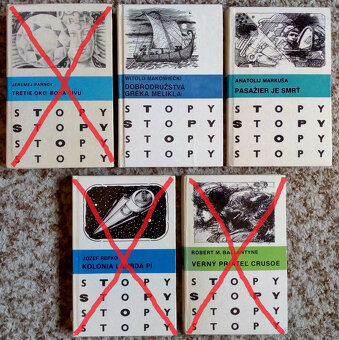 JEREMEJ PARNOV
TRETIE OKO BOHA ŠIVU
STOPY
STOPY
STOPY
STOPY
WITOLD MAKOWIECKI
DOBRODRUŽSTVÁ
GRÉKA MELIKLA
STOPY
STOPY
STOPY
STOPY
ANATOLIJ MARKUŠA
PASAŽIER JE SMRŤ
STOPY
STOPY
STOPY
STOPY
JOZEF REPKO
KOLÓNIA LAMBDA PÍ
STOPY
STOPY
STOPY
STOPY
ROBERT M. BALLANTYNE
VERNÝ PRIATEĽ CRUSOE
STOPY
STOPY
STOPY
STOPY